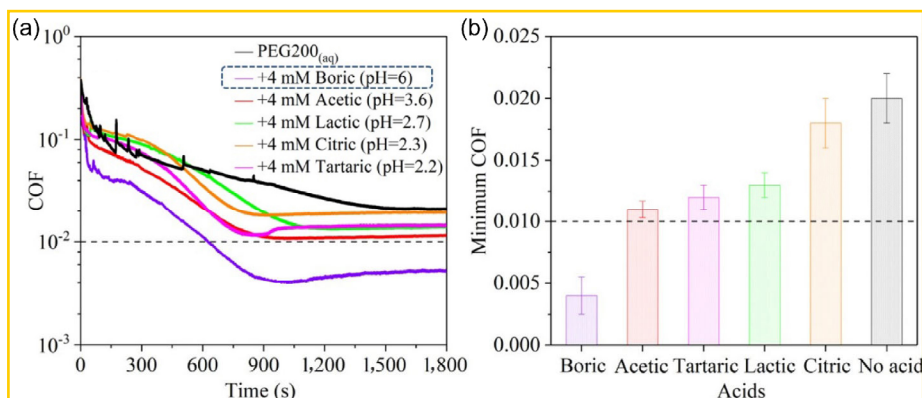 (a)
10⁰
10⁻¹
10⁻²
10⁻³
COF
PEG200(aq)
+4 mM Boric (pH=6)
+4 mM Acetic (pH=3.6)
+4 mM Lactic (pH=2.7)
+4 mM Citric (pH=2.3)
+4 mM Tartaric (pH=2.2)
0 300 600 900 1,200 1,500 1,800
Time (s)
(b)
0.025
0.020
0.015
0.010
0.005
0.000
Minimum COF
Boric Acetic Tartaric Lactic Citric No acid
Acids